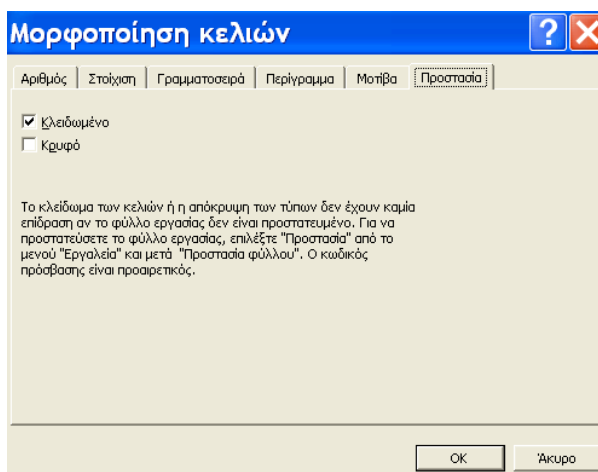 Μορφοποίηση κελιών
Αριθμός Στοίχιση Γραμματοσειρά Περίγραμμα Μοτίβα Προστασία
Κλειδωμένο
Κρυφό
Το κλείδωμα των κελιών ή η απόκρυψη των τύπων δεν έχουν καμία
επίδραση αν το φύλλο εργασίας δεν είναι προστατευμένο. Για να
προστατεύσετε το φύλλο εργασίας, επιλέξτε "Προστασία" από το
μενού "Εργαλεία" και μετά "Προστασία φύλλου". Ο κωδικός
πρόσβασης είναι προαιρετικός.
OK Άκυρο